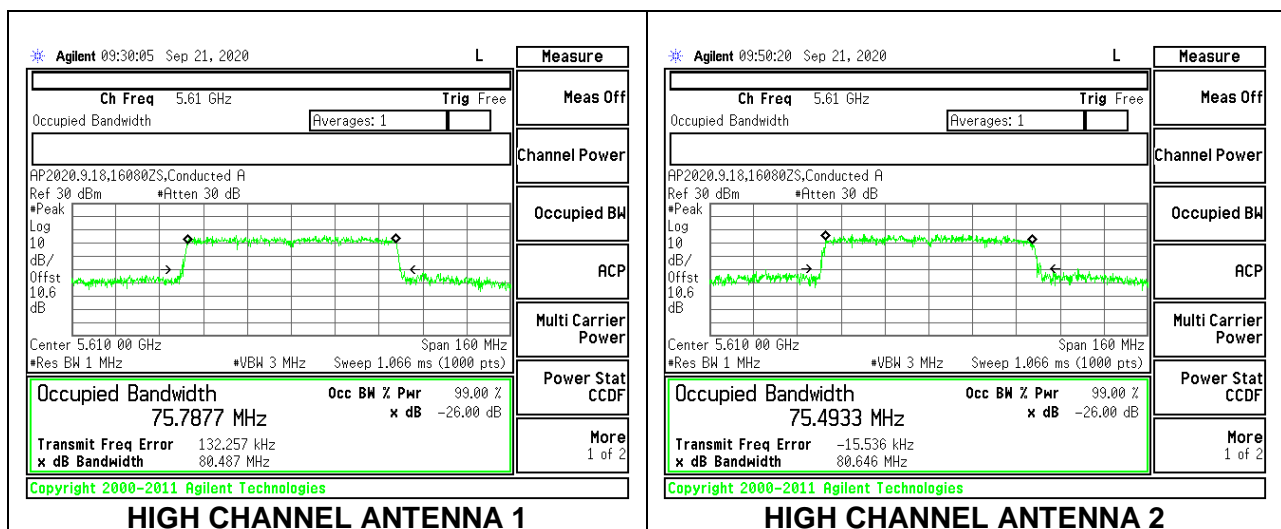 Agilent 09:30:05 Sep 21, 2020 L Measure
Ch Freq 5.61 GHz Trig Free Meas Off
Occupied Bandwidth Averages: 1
Channel Power
AP2020.9.18,16080ZS,Conducted A
Ref 30 dBm #Atten 30 dB
#Peak Occupied BW
Log
10
dB/ ACP
Offst
10.6
dB
Multi Carrier
Power
Center 5.610 00 GHz Span 160 MHz
#Res BW 1 MHz #VBW 3 MHz Sweep 1.066 ms (1000 pts)
Power Stat
CCDF
Occupied Bandwidth Occ BW % Pwr 99.00 %
75.7877 MHz x dB -26.00 dB
Transmit Freq Error 132.257 kHz More
x dB Bandwidth 80.487 MHz 1 of 2
Copyright 2000-2011 Agilent Technologies
HIGH CHANNEL ANTENNA 1
Agilent 09:50:20 Sep 21, 2020 L Measure
Ch Freq 5.61 GHz Trig Free Meas Off
Occupied Bandwidth Averages: 1
Channel Power
AP2020.9.18,16080ZS,Conducted A
Ref 30 dBm #Atten 30 dB
#Peak Occupied BW
Log
10
dB/ ACP
Offst
10.6
dB
Multi Carrier
Power
Center 5.610 00 GHz Span 160 MHz
#Res BW 1 MHz #VBW 3 MHz Sweep 1.066 ms (1000 pts)
Power Stat
CCDF
Occupied Bandwidth Occ BW % Pwr 99.00 %
75.4933 MHz x dB -26.00 dB
Transmit Freq Error -15.536 kHz More
x dB Bandwidth 80.646 MHz 1 of 2
Copyright 2000-2011 Agilent Technologies
HIGH CHANNEL ANTENNA 2